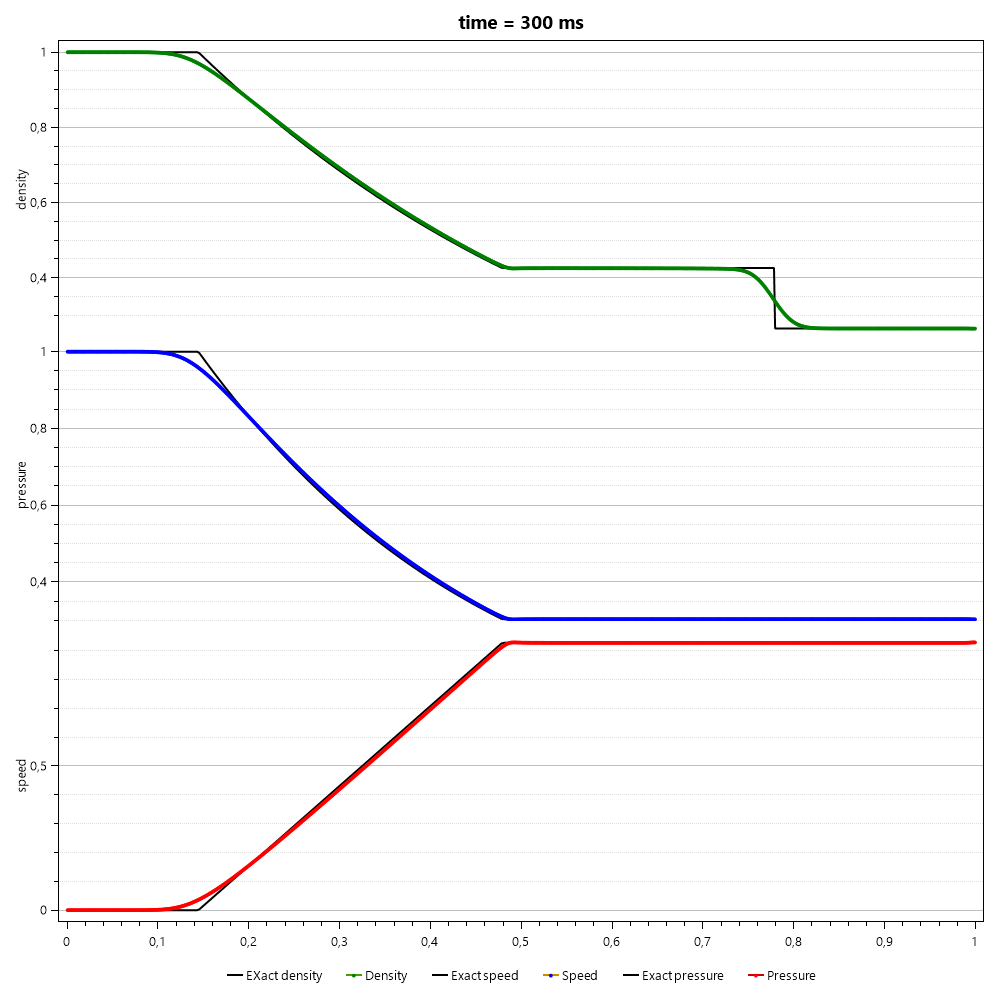 time = 300 ms
density
1
0,8
0,6
0,4
pressure
1
0,8
0,6
0,4
speed
0,5
0
0 0,1 0,2 0,3 0,4 0,5 0,6 0,7 0,8 0,9 1
EXact density Density Exact speed Speed Exact pressure Pressure